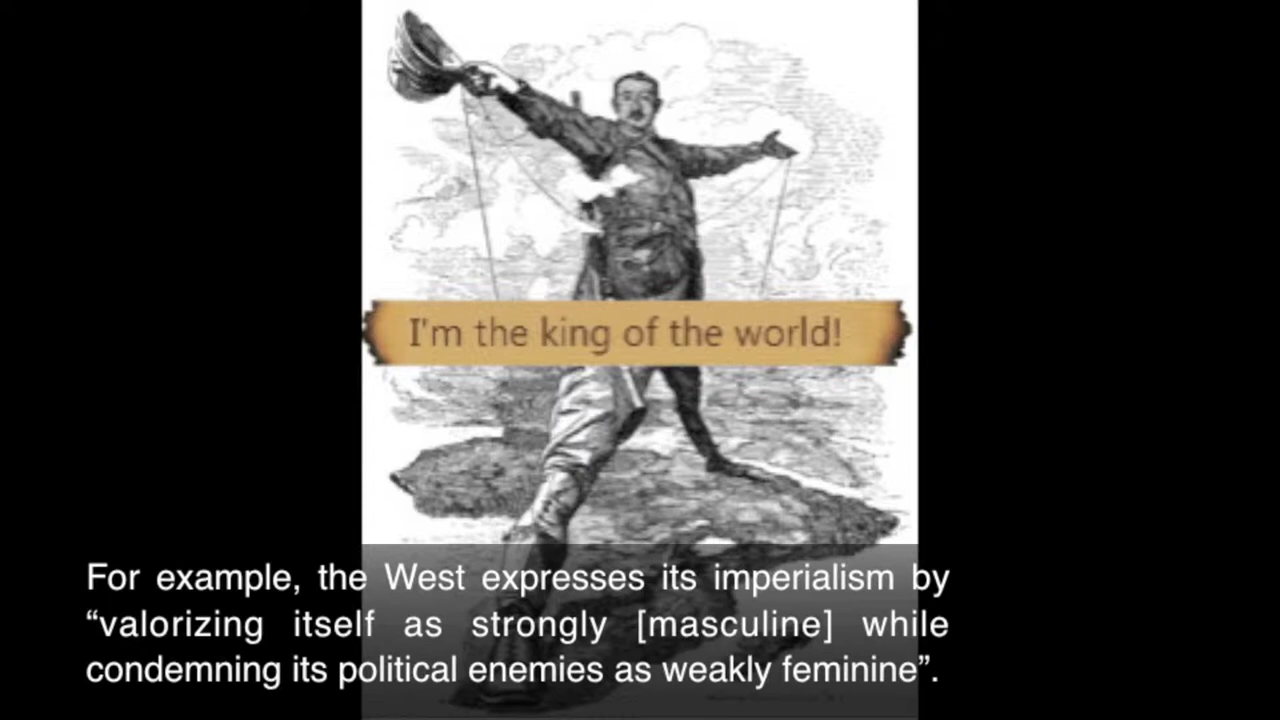 I'm the king of the world!
For example, the West expresses its imperialism by
“valorizing itself as strongly [masculine] while
condemning its political enemies as weakly feminine”.